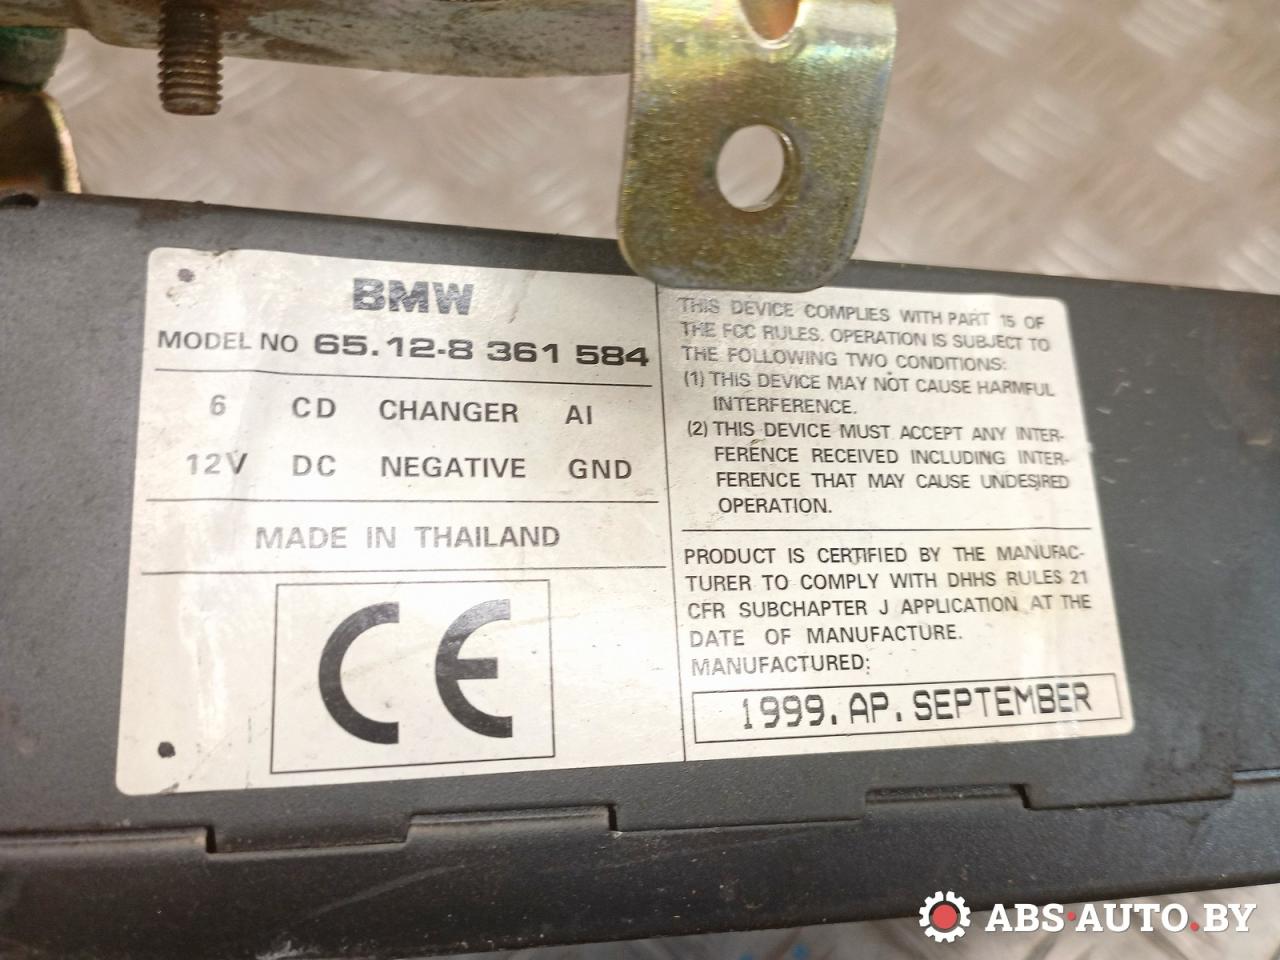 BMW
MODEL NO 65.12-8 361 584
6 CD CHANGER AI
12V DC NEGATIVE GND
MADE IN THAILAND
CE
THIS DEVICE COMPLIES WITH PART 15 OF
THE FCC RULES. OPERATION IS SUBJECT TO
THE FOLLOWING TWO CONDITIONS:
(1) THIS DEVICE MAY NOT CAUSE HARMFUL
INTERFERENCE.
(2) THIS DEVICE MUST ACCEPT ANY INTER-
FERENCE RECEIVED INCLUDING INTER-
FERENCE THAT MAY CAUSE UNDESIRED
OPERATION.
PRODUCT IS CERTIFIED BY THE MANUFAC-
TURER TO COMPLY WITH DHHS RULES 21
CFR SUBCHAPTER J APPLICATION AT THE
DATE OF MANUFACTURE.
MANUFACTURED:
1999. AP. SEPTEMBER
ABS·AUTO.BY